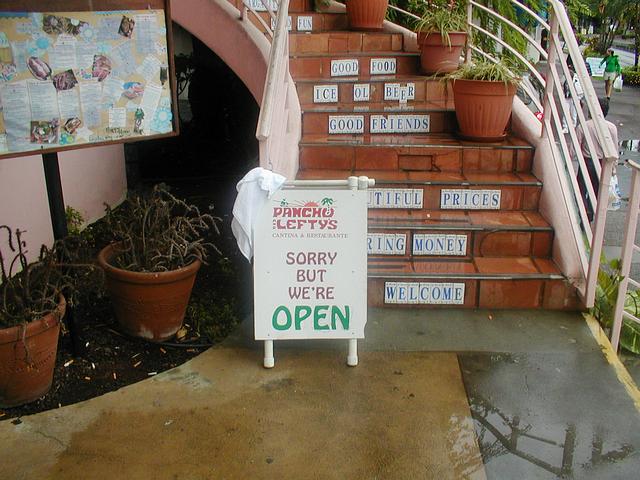 FUN
GOOD FOOD
ICE OL BEER
GOOD FRIENDS
TIFUL PRICES
RING MONEY
WELCOME
PANCHO & LEFTY'S
CANTINA & RESTAURANTE
SORRY
BUT
WE'RE
OPEN